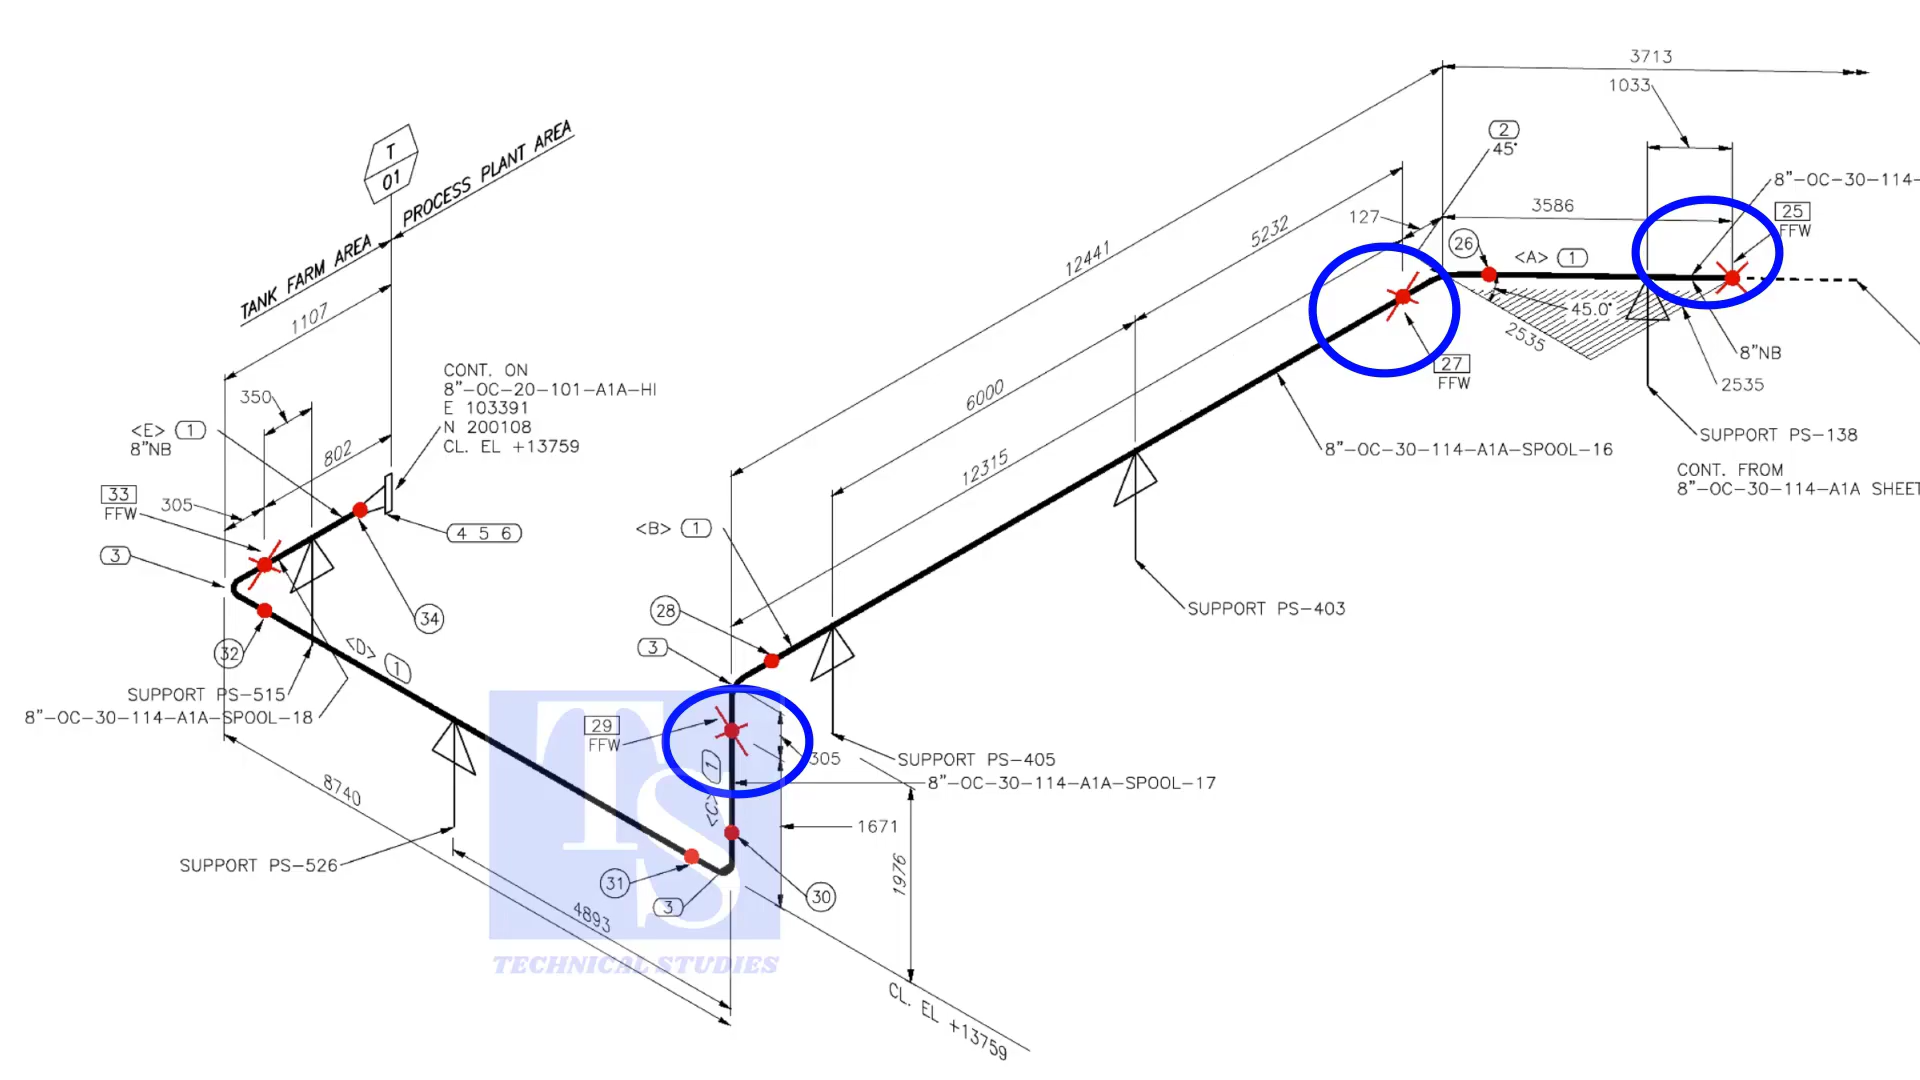 3713
1033
2
45°
T
01
PROCESS PLANT AREA
TANK FARM AREA
1107
8"-OC-30-114-
25
FFW
127
3586
5232
12441
26
<A> 1
45.0°
2535
8"NB
2535
27
FFW
SUPPORT PS-138
CONT. FROM
8"-OC-30-114-A1A SHEET
8"-OC-30-114-A1A-SPOOL-16
6000
12315
CONT. ON
8"-OC-20-101-A1A-HI
E 103391
N 200108
CL. EL +13759
350
<E> 1
8"NB
802
33
FFW
305
3
4 5 6
<B> 1
34
32
<D> 1
28
3
SUPPORT PS-403
SUPPORT PS-515
8"-OC-30-114-A1A-SPOOL-18
29
FFW
305
SUPPORT PS-405
8"-OC-30-114-A1A-SPOOL-17
<C> 1
8740
1671
1976
SUPPORT PS-526
31
30
3
4893
TS
TECHNICAL STUDIES
CL. EL +13759